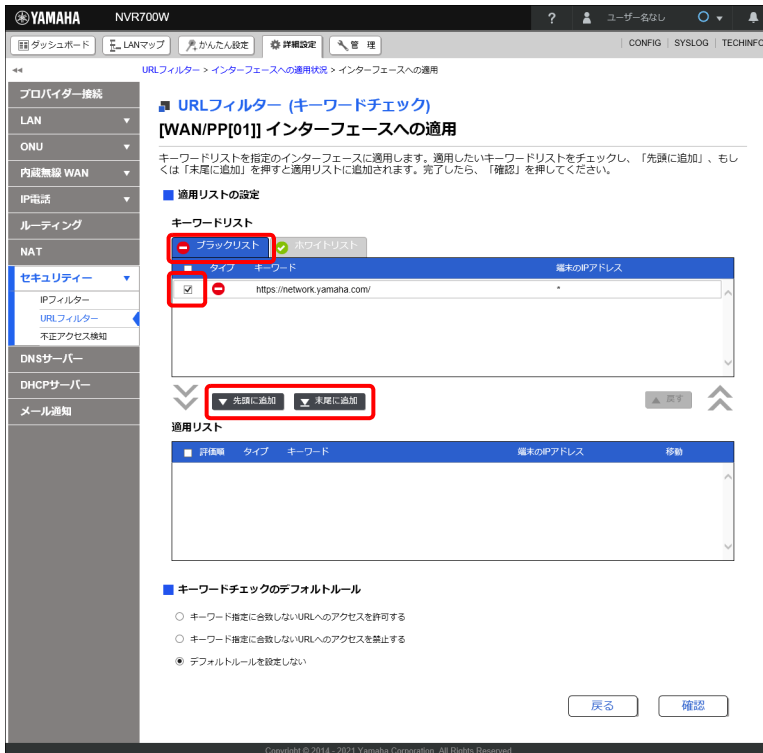 YAMAHA NVR700W ? ユーザー名なし
ダッシュボード LANマップ かんたん設定 詳細設定 管 理 CONFIG SYSLOG TECHINFO
URLフィルター > インターフェースへの適用状況 > インターフェースへの適用
プロバイダー接続
LAN
ONU
内蔵無線 WAN
IP電話
ルーティング
NAT
セキュリティー
IPフィルター
URLフィルター
不正アクセス検知
DNSサーバー
DHCPサーバー
メール通知
URLフィルター (キーワードチェック)
[WAN/PP[01]] インターフェースへの適用
キーワードリストを指定のインターフェースに適用します。適用したいキーワードリストをチェックし、「先頭に追加」、もし
くは「末尾に追加」を押すと適用リストに追加されます。完了したら、「確認」を押してください。
適用リストの設定
キーワードリスト
ブラックリスト ホワイトリスト
タイプ キーワード 端末のIPアドレス
https://network.yamaha.com/ *
先頭に追加 末尾に追加 戻す
適用リスト
評価順 タイプ キーワード 端末のIPアドレス 移動
キーワードチェックのデフォルトルール
キーワード指定に合致しないURLへのアクセスを許可する
キーワード指定に合致しないURLへのアクセスを禁止する
デフォルトルールを設定しない
戻る 確認
Copyright © 2014 - 2021 Yamaha Corporation. All Rights Reserved.